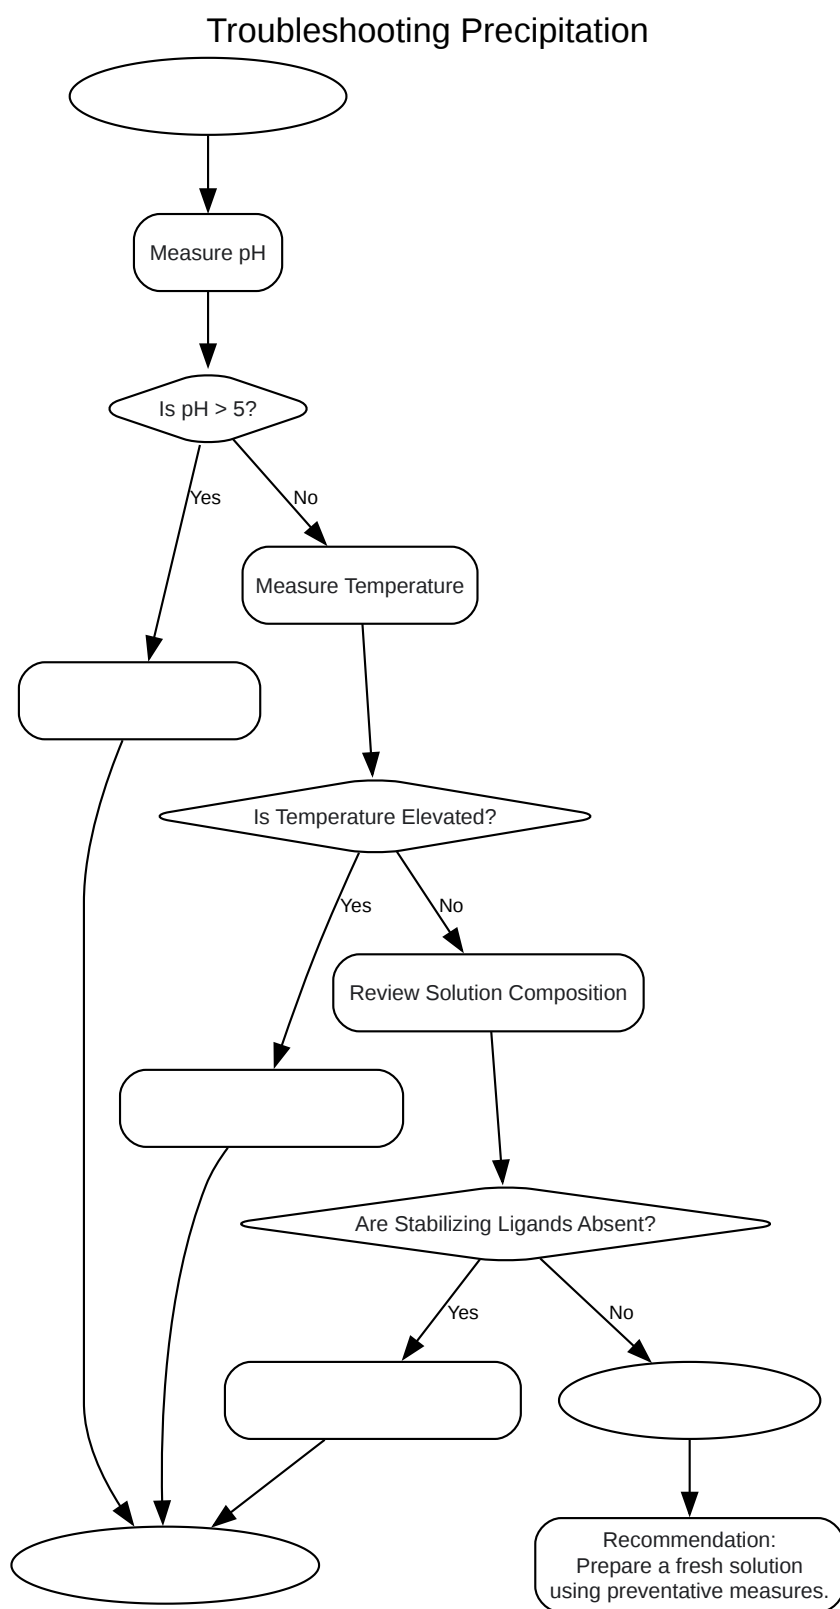 Troubleshooting Precipitation
Measure pH
Is pH > 5?
Yes
No
Measure Temperature
Is Temperature Elevated?
Yes
No
Review Solution Composition
Are Stabilizing Ligands Absent?
Yes
No
Recommendation:
Prepare a fresh solution
using preventative measures.